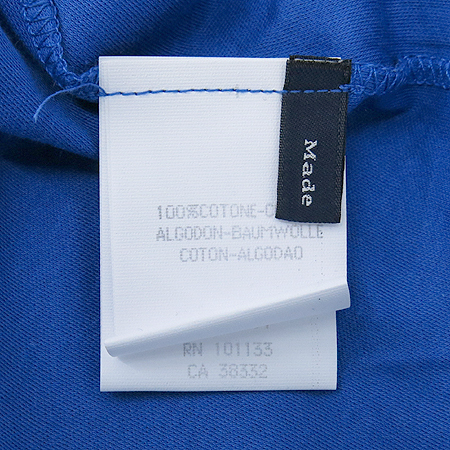 Made
100%COTONE-
ALGODON-BAUMWOLLE
COTON-ALGODAO
RN 101133
CA 38332